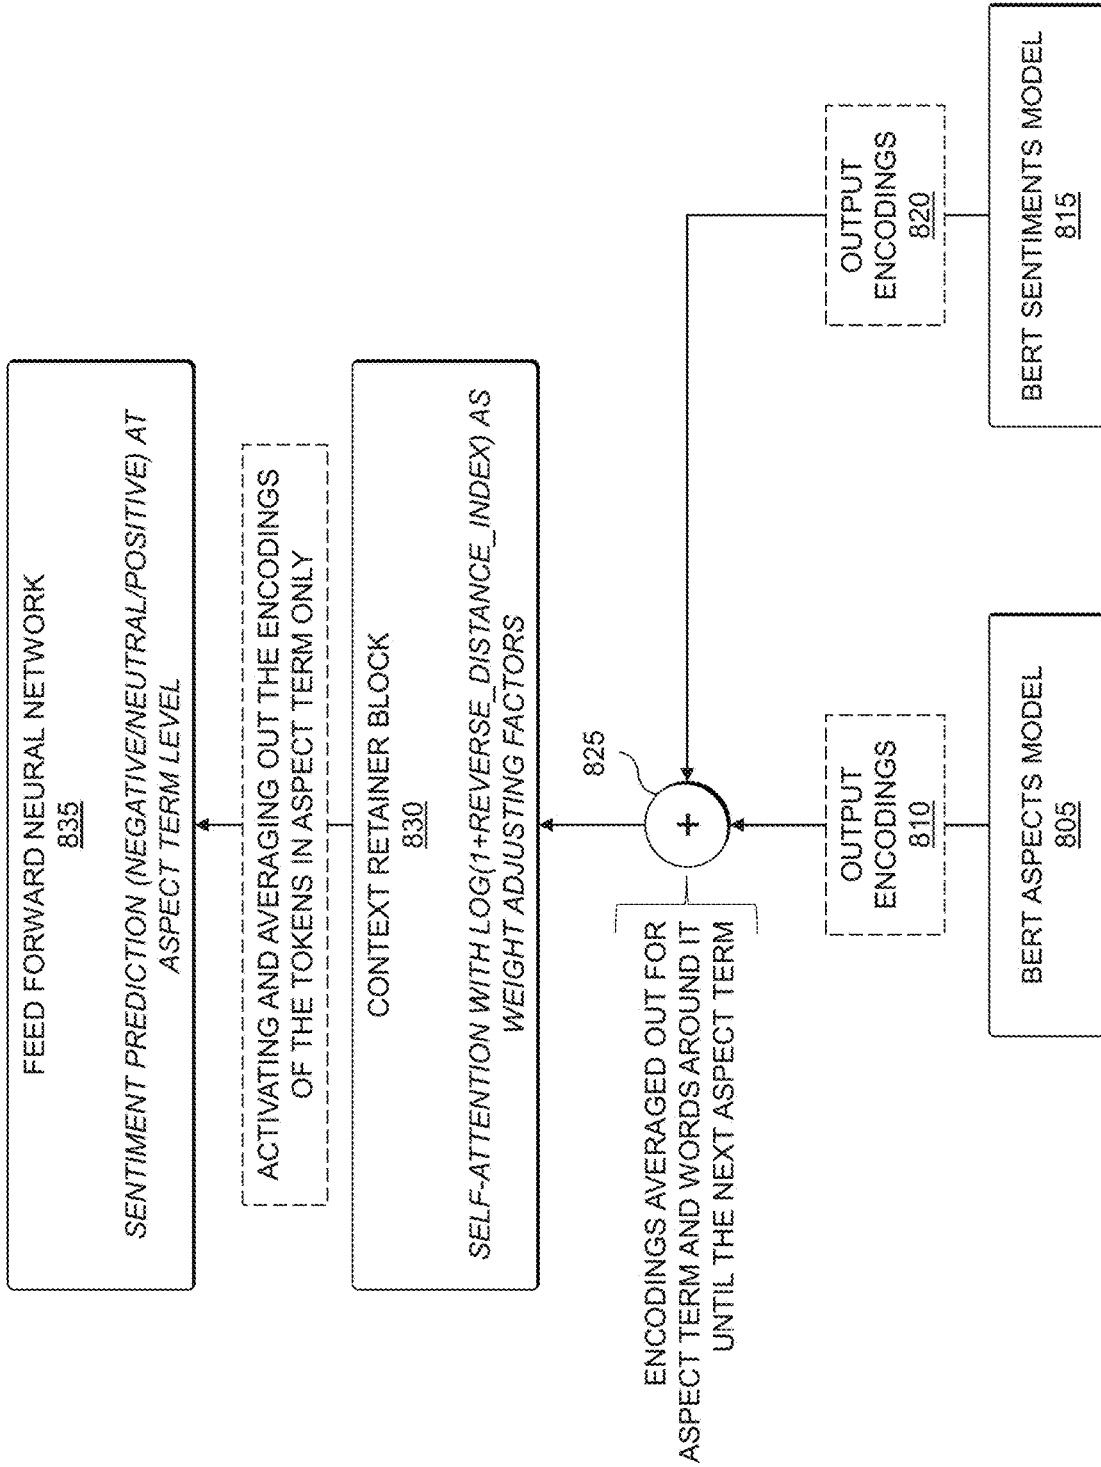 FEED FORWARD NEURAL NETWORK
835
SENTIMENT PREDICTION (NEGATIVE/NEUTRAL/POSITIVE) AT
ASPECT TERM LEVEL
ACTIVATING AND AVERAGING OUT THE ENCODINGS
OF THE TOKENS IN ASPECT TERM ONLY
CONTEXT RETAINER BLOCK
830
SELF-ATTENTION WITH LOG(1+REVERSE_DISTANCE_INDEX) AS
WEIGHT ADJUSTING FACTORS
825
+
ENCODINGS AVERAGED OUT FOR
ASPECT TERM AND WORDS AROUND IT
UNTIL THE NEXT ASPECT TERM
OUTPUT
ENCODINGS
810
OUTPUT
ENCODINGS
820
BERT ASPECTS MODEL
805
BERT SENTIMENTS MODEL
815